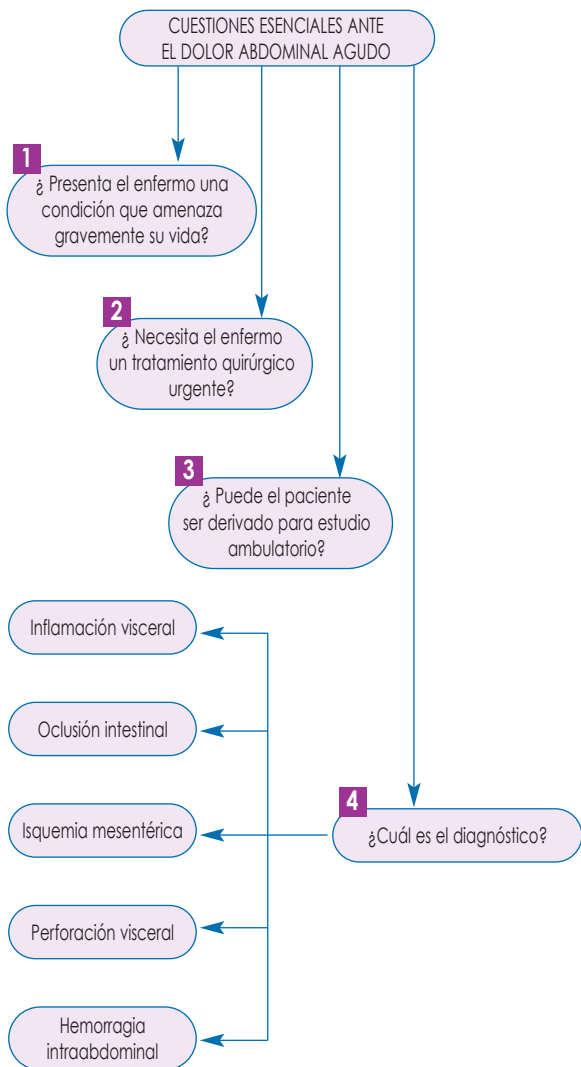 CUESTIONES ESENCIALES ANTE
EL DOLOR ABDOMINAL AGUDO
1
¿ Presenta el enfermo una
condición que amenaza
gravemente su vida?
2
¿ Necesita el enfermo
un tratamiento quirúrgico
urgente?
3
¿ Puede el paciente
ser derivado para estudio
ambulatorio?
4
¿Cuál es el diagnóstico?
Inflamación visceral
Oclusión intestinal
Isquemia mesentérica
Perforación visceral
Hemorragia
intraabdominal